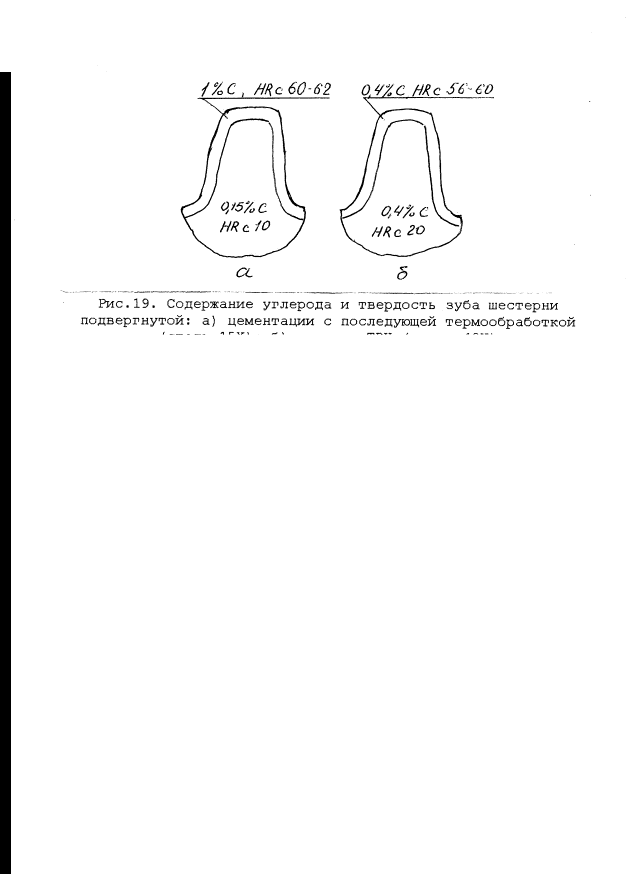 1%C, HRc 60-62
0,4%C HRc 56-60
0,15%C
HRc 10
0,4%C
HRc 20
а
б
Рис.19. Содержание углерода и твердость зуба шестерни
подвергнутой: а) цементации с последующей термообработкой